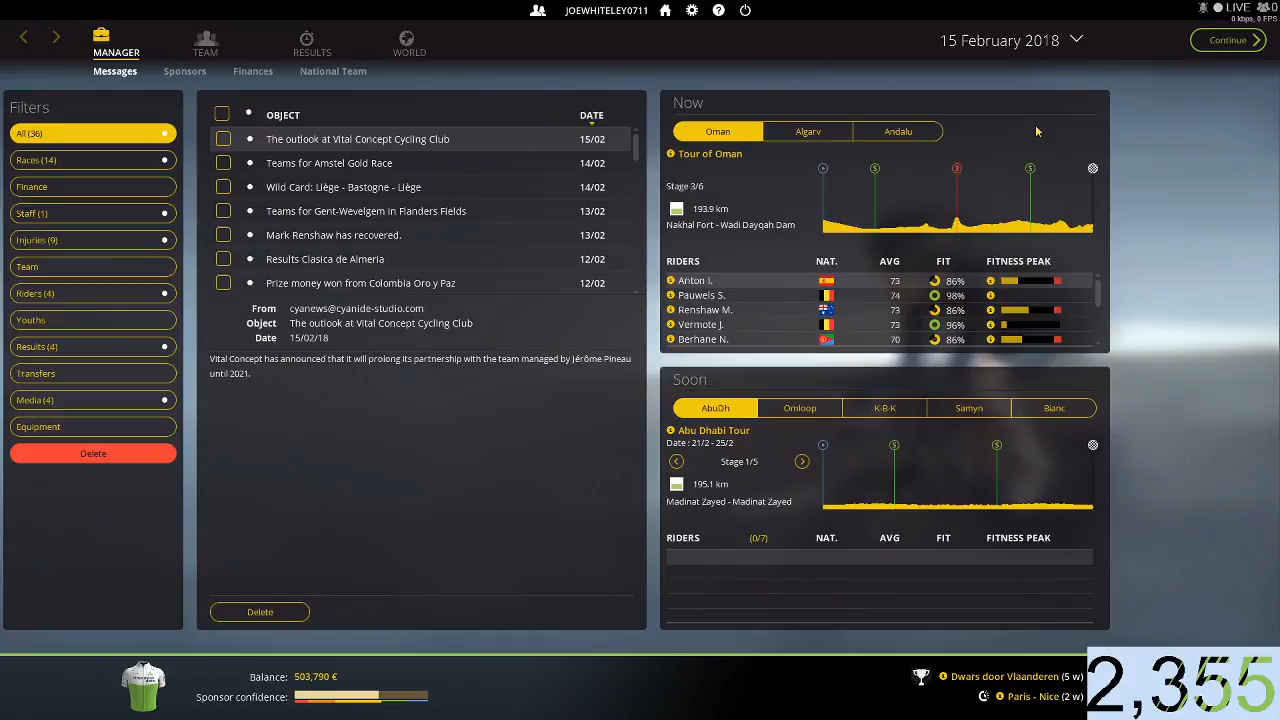 JOEWHITELEY0711
LIVE 0
0 kbps, 0 FPS
MANAGER
TEAM
RESULTS
WORLD
15 February 2018
Continue
Messages
Sponsors
Finances
National Team
Filters
All (36)
Races (14)
Finance
Staff (1)
Injuries (9)
Team
Riders (4)
Youths
Results (4)
Transfers
Media (4)
Equipment
Delete
OBJECT DATE
The outlook at Vital Concept Cycling Club 15/02
Teams for Amstel Gold Race 14/02
Wild Card: Liège - Bastogne - Liège 14/02
Teams for Gent-Wevelgem in Flanders Fields 13/02
Mark Renshaw has recovered. 13/02
Results Clasica de Almeria 12/02
Prize money won from Colombia Oro y Paz 12/02
From cyanews@cyanide-studio.com
Object The outlook at Vital Concept Cycling Club
Date 15/02/18
Vital Concept has announced that it will prolong its partnership with the team managed by Jérôme Pineau
until 2021.
Delete
Now
Oman Algarv Andalu
Tour of Oman
S 3 S
Stage 3/6
193.9 km
Nakhal Fort - Wadi Dayqah Dam
RIDERS NAT. AVG FIT FITNESS PEAK
Anton I. 73 86%
Pauwels S. 74 98%
Renshaw M. 73 86%
Vermote J. 73 96%
Berhane N. 70 86%
Soon
AbuDh Omloop K-B-K Samyn Bianc
Abu Dhabi Tour
Date : 21/2 - 25/2
S S
Stage 1/5
195.1 km
Madinat Zayed - Madinat Zayed
RIDERS (0/7) NAT. AVG FIT FITNESS PEAK
Balance: 503,790 €
Sponsor confidence:
Dwars door Vlaanderen (5 w)
Paris - Nice (2 w)
2,355